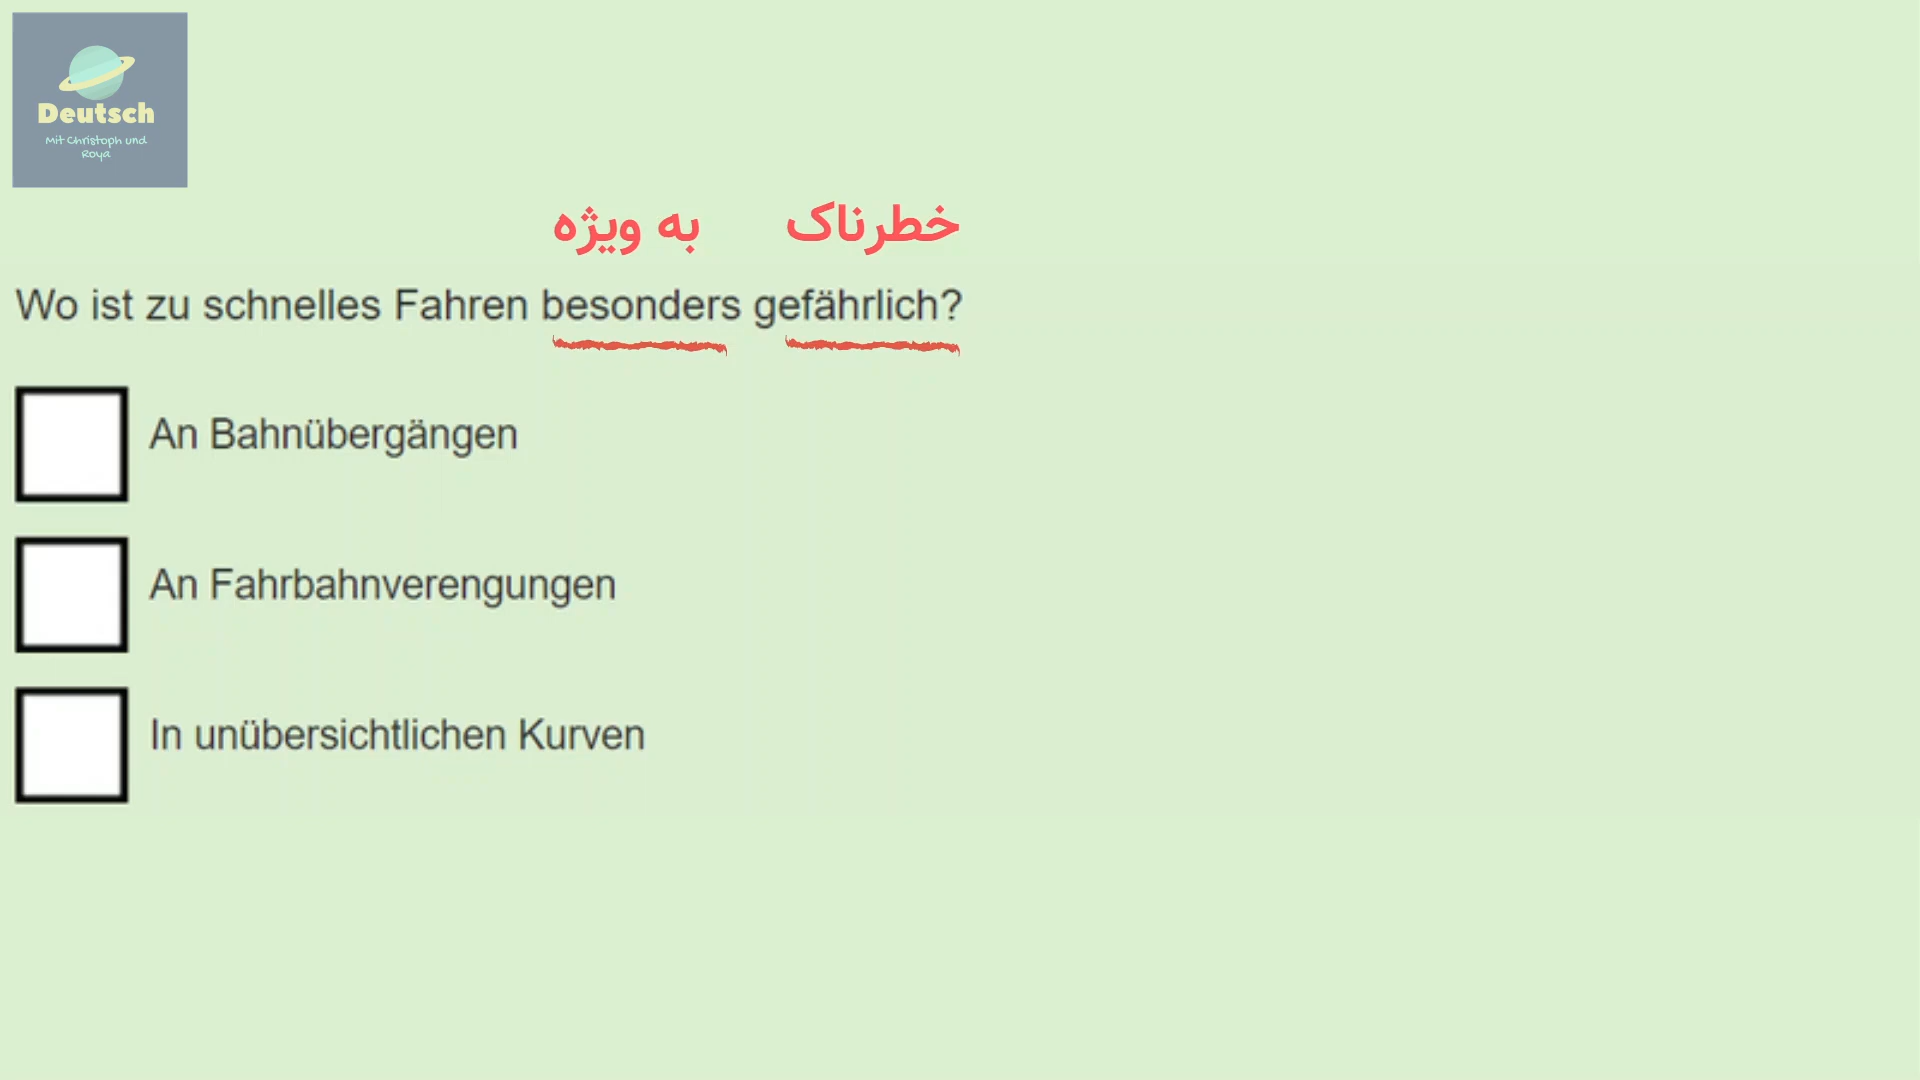 Deutsch
Mit Christoph und
Roya
خطرناک به ویژه
Wo ist zu schnelles Fahren besonders gefährlich?
An Bahnübergängen
An Fahrbahnverengungen
In unübersichtlichen Kurven